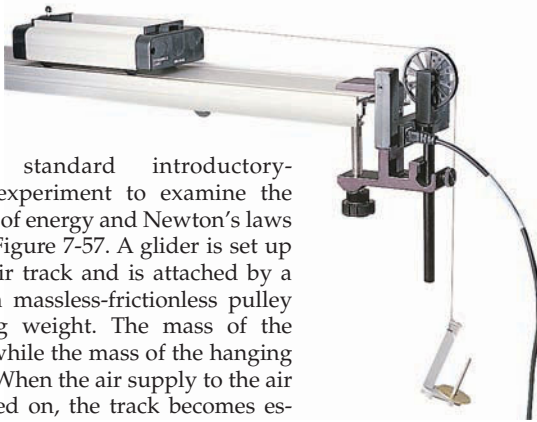 standard introductory-
experiment to examine the
of energy and Newton's laws
Figure 7-57. A glider is set up
ir track and is attached by a
massless-frictionless pulley
g weight. The mass of the
while the mass of the hanging
When the air supply to the air
ed on, the track becomes es-